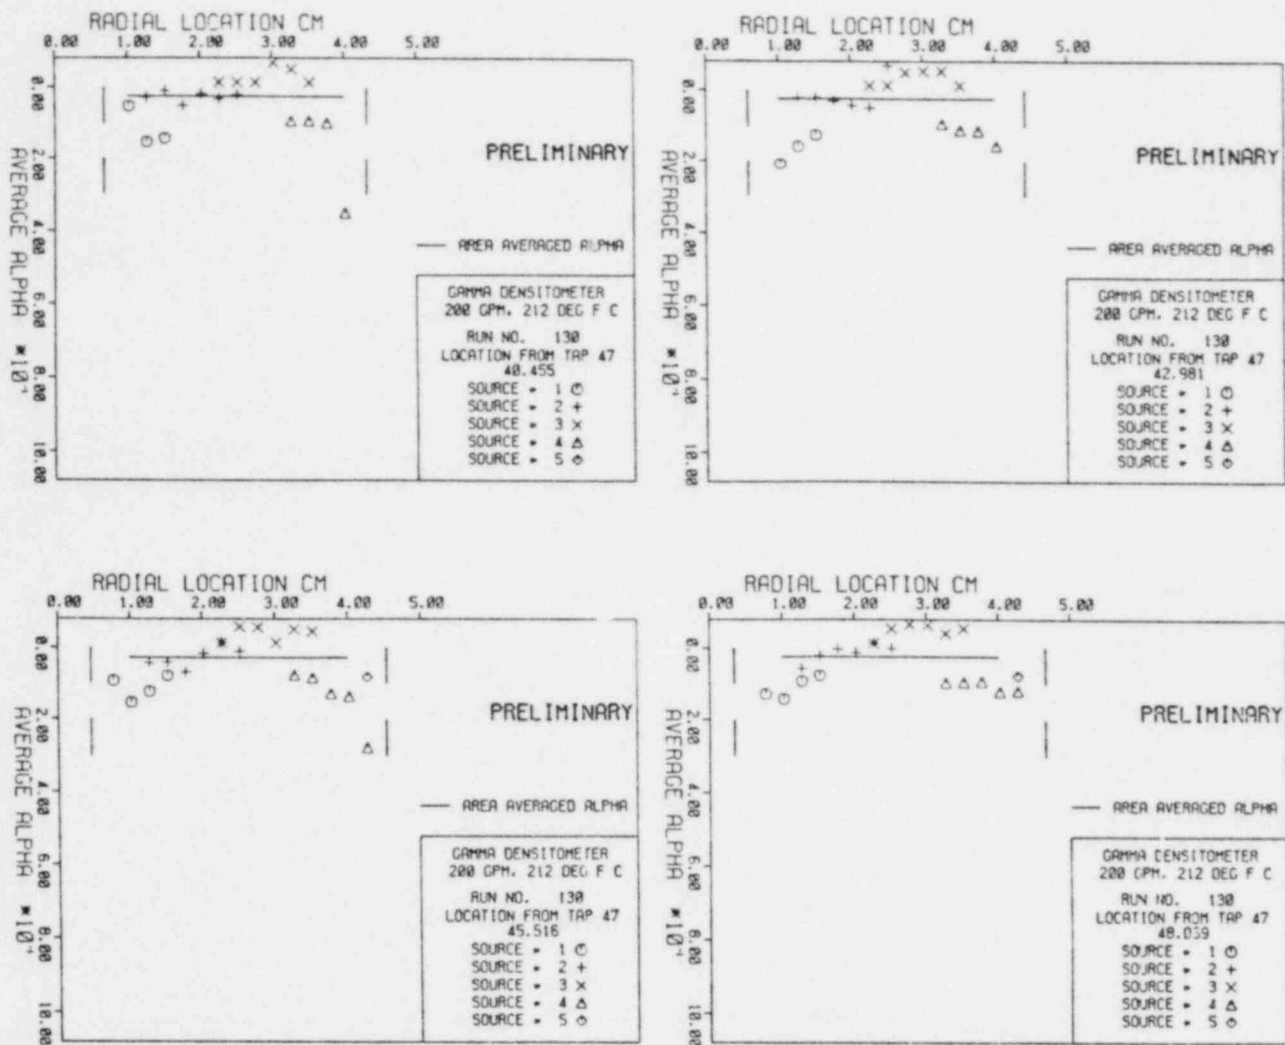 RADIAL LOCATION CM
0.00 1.00 2.00 3.00 4.00 5.00
0.00 2.00 4.00 6.00 8.00 10.00
AVERAGE ALPHA *10⁻¹
PRELIMINARY
AREA AVERAGED ALPHA
GAMMA DENSITOMETER
200 GPM, 212 DEG F C
RUN NO. 130
LOCATION FROM TAP 47
40.455
SOURCE = 1
SOURCE = 2 +
SOURCE = 3 ×
SOURCE = 4 △
SOURCE = 5
RADIAL LOCATION CM
0.00 1.00 2.00 3.00 4.00 5.00
0.00 2.00 4.00 6.00 8.00 10.00
AVERAGE ALPHA *10⁻¹
PRELIMINARY
AREA AVERAGED ALPHA
GAMMA DENSITOMETER
200 GPM, 212 DEG F C
RUN NO. 130
LOCATION FROM TAP 47
42.981
SOURCE = 1
SOURCE = 2 +
SOURCE = 3 ×
SOURCE = 4 △
SOURCE = 5
RADIAL LOCATION CM
0.00 1.00 2.00 3.00 4.00 5.00
0.00 2.00 4.00 6.00 8.00 10.00
AVERAGE ALPHA *10⁻¹
PRELIMINARY
AREA AVERAGED ALPHA
GAMMA DENSITOMETER
200 GPM, 212 DEG F C
RUN NO. 130
LOCATION FROM TAP 47
45.516
SOURCE = 1
SOURCE = 2 +
SOURCE = 3 ×
SOURCE = 4 △
SOURCE = 5
RADIAL LOCATION CM
0.00 1.00 2.00 3.00 4.00 5.00
0.00 2.00 4.00 6.00 8.00 10.00
AVERAGE ALPHA *10⁻¹
PRELIMINARY
AREA AVERAGED ALPHA
GAMMA DENSITOMETER
200 GPM, 212 DEG F C
RUN NO. 130
LOCATION FROM TAP 47
SOURCE = 1
SOURCE = 2 +
SOURCE = 3 ×
SOURCE = 4 △
SOURCE = 5